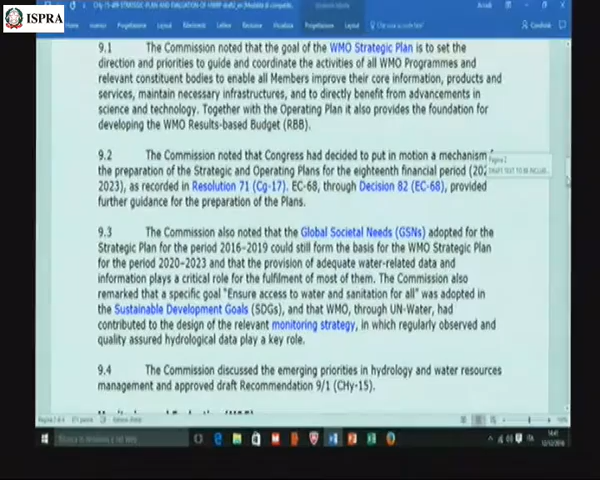 ISPRA
9.1 The Commission noted that the goal of the WMO Strategic Plan is to set the
direction and priorities to guide and coordinate the activities of all WMO Programmes and
relevant constituent bodies to enable all Members improve their core information, products and
services, maintain necessary infrastructures, and to directly benefit from advancements in
science and technology. Together with the Operating Plan it also provides the foundation for
developing the WMO Results-based Budget (RBB).
9.2 The Commission noted that Congress had decided to put in motion a mechanism
the preparation of the Strategic and Operating Plans for the eighteenth financial period
2023), as recorded in Resolution 71 (Cg-17). EC-68, through Decision 82 (EC-68), provided
further guidance for the preparation of the Plans.
Pagina 2
DRAFT TEXT TO BE
9.3 The Commission also noted that the Global Societal Needs (GSNs) adopted for the
Strategic Plan for the period 2016-2019 could still form the basis for the WMO Strategic Plan
for the period 2020-2023 and that the provision of adequate water-related data and
information plays a critical role for the fulfilment of most of them. The Commission also
remarked that a specific goal "Ensure access to water and sanitation for all" was adopted in
the Sustainable Development Goals (SDGs), and that WMO, through UN-Water, had
contributed to the design of the relevant monitoring strategy, in which regularly observed and
quality assured hydrological data play a key role.
9.4 The Commission discussed the emerging priorities in hydrology and water resources
management and approved draft Recommendation 9/1 (CHy-15).